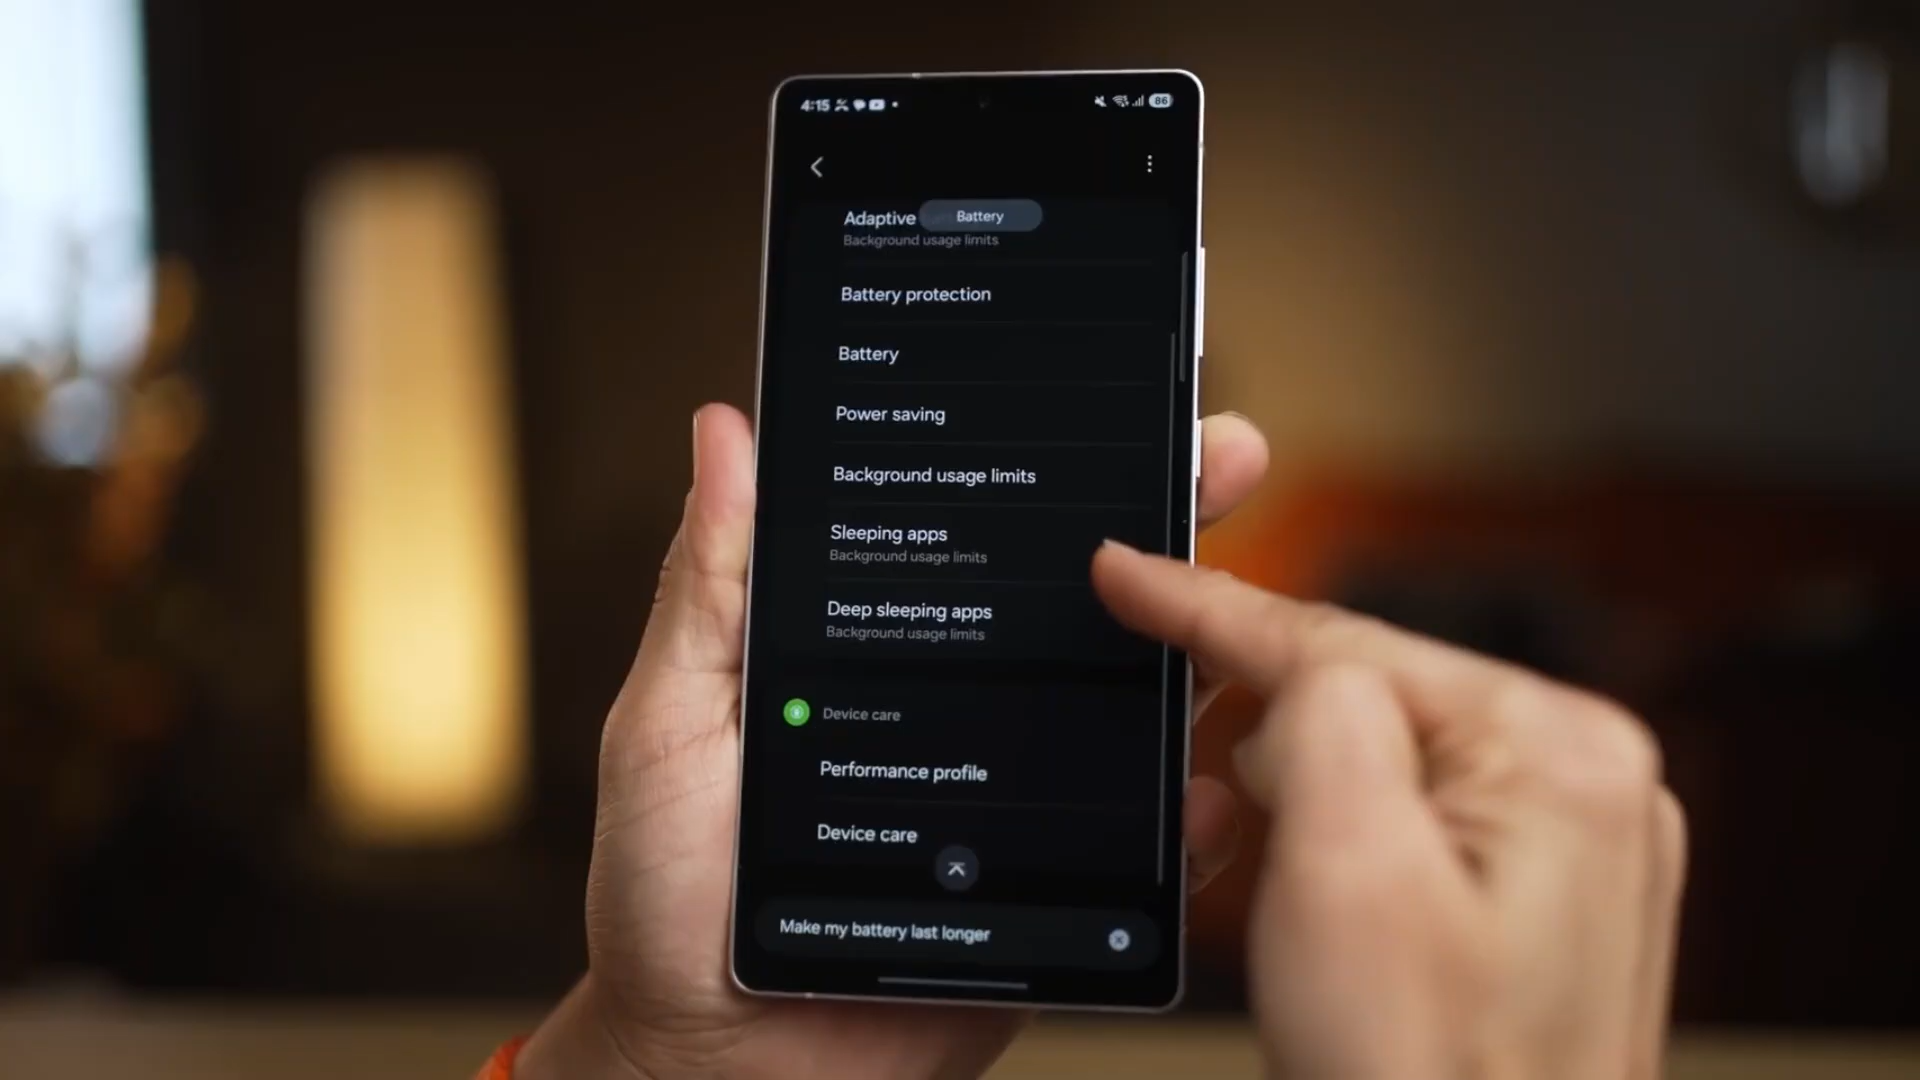 4:15
86
Adaptive
Battery
Background usage limits
Battery protection
Battery
Power saving
Background usage limits
Sleeping apps
Background usage limits
Deep sleeping apps
Background usage limits
Device care
Performance profile
Device care
Make my battery last longer